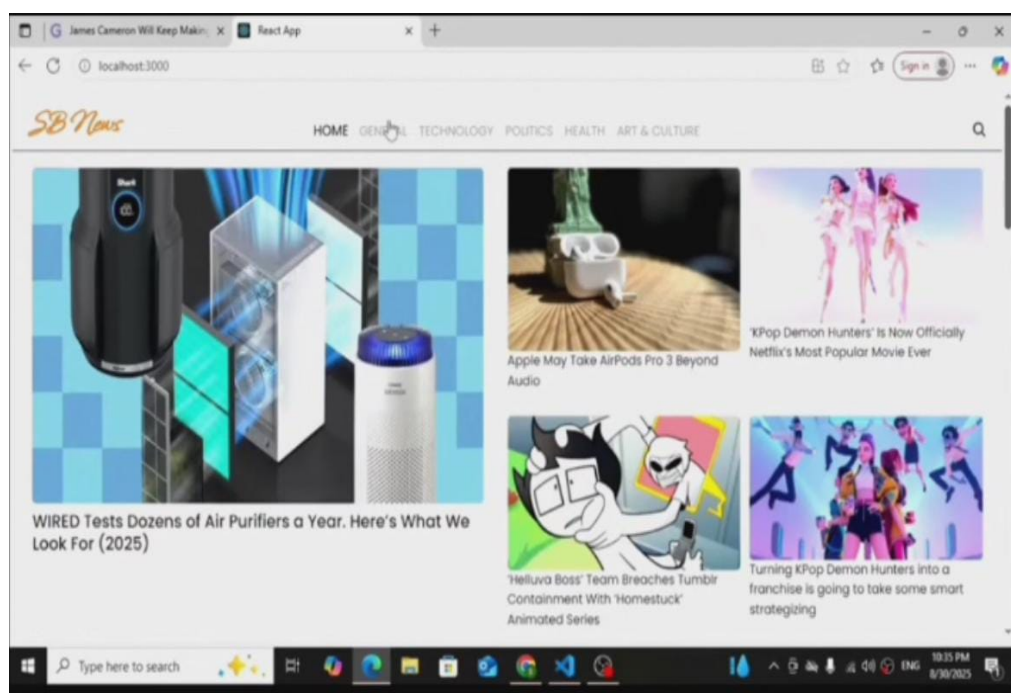 James Cameron Will Keep Making
React App
localhost:3000
Sign in
SB News
HOME GENERAL TECHNOLOGY POLITICS HEALTH ART & CULTURE
Shark
WIRED Tests Dozens of Air Purifiers a Year. Here's What We
Look For (2025)
Apple May Take AirPods Pro 3 Beyond
Audio
'KPop Demon Hunters' Is Now Officially
Netflix's Most Popular Movie Ever
'Helluva Boss' Team Breaches Tumblr
Containment With 'Homestuck'
Animated Series
Turning KPop Demon Hunters into a
franchise is going to take some smart
strategizing
Type here to search
ENG
10:35 PM
8/30/2025